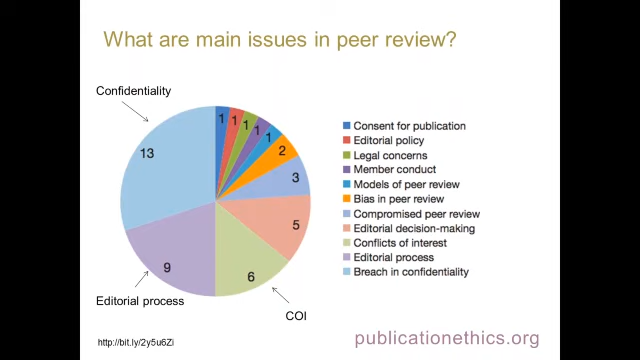 What are main issues in peer review?
Confidentiality
1
1
1
1
1
2
3
5
6
9
13
Editorial process
COI
Consent for publication
Editorial policy
Legal concerns
Member conduct
Models of peer review
Bias in peer review
Compromised peer review
Editorial decision-making
Conflicts of interest
Editorial process
Breach in confidentiality
http://bit.ly/2y5u6Zi
publicationethics.org